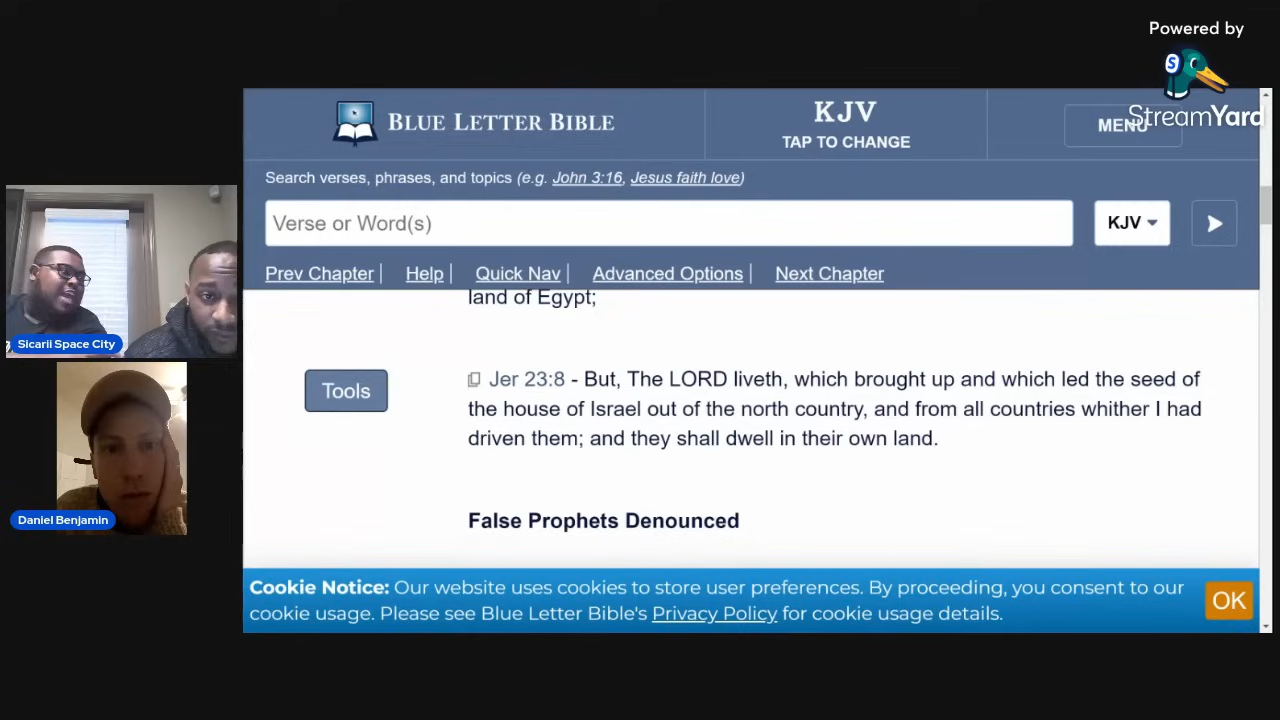 Powered by
StreamYard
BLUE LETTER BIBLE
KJV
TAP TO CHANGE
MENU
Search verses, phrases, and topics (e.g. John 3:16, Jesus faith love)
Verse or Word(s)
KJV
Prev Chapter | Help | Quick Nav | Advanced Options | Next Chapter
land of Egypt;
Tools
Jer 23:8 - But, The LORD liveth, which brought up and which led the seed of
the house of Israel out of the north country, and from all countries whither I had
driven them; and they shall dwell in their own land.
False Prophets Denounced
Cookie Notice: Our website uses cookies to store user preferences. By proceeding, you consent to our
cookie usage. Please see Blue Letter Bible's Privacy Policy for cookie usage details.
OK
Sicarii Space City
Daniel Benjamin